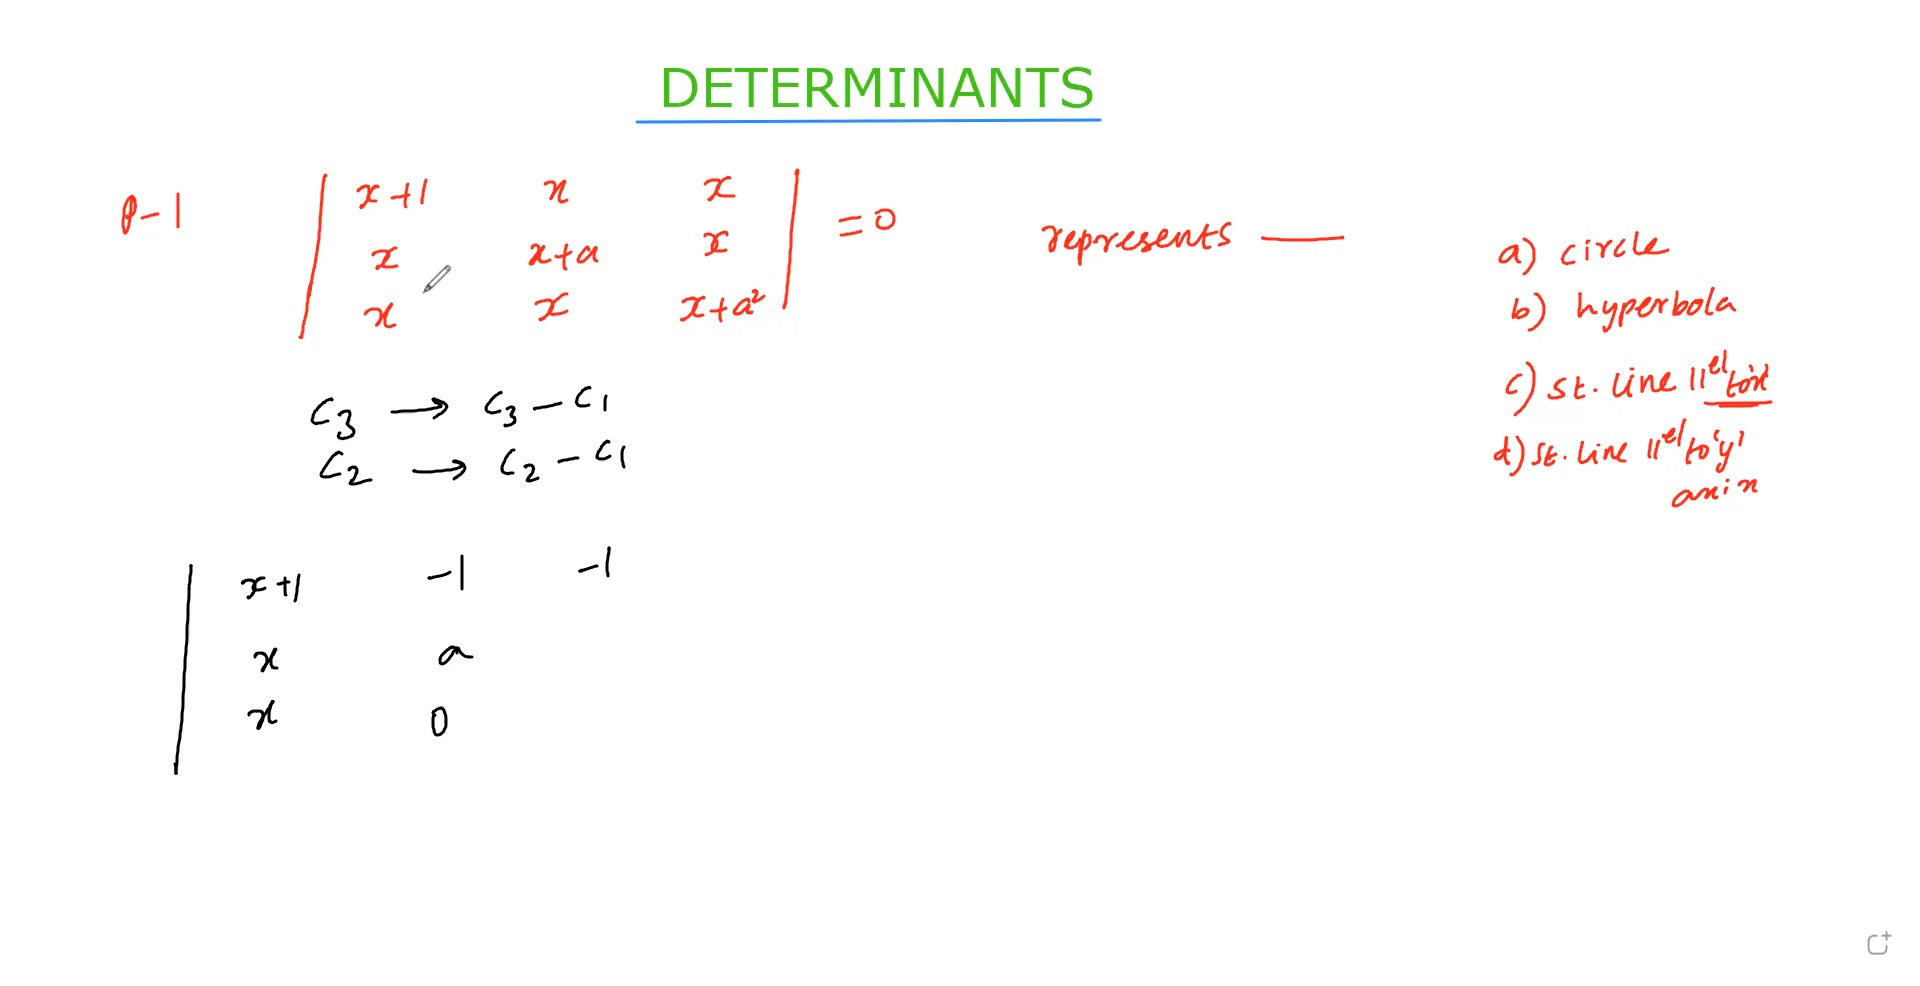 DETERMINANTS
P-1
| x+1 x x |
| x x+a x | = 0 represents ____
| x x x+a² |
a) circle
b) hyperbola
c) st. line ||el to 'x'
d) st. line ||el to 'y'
axis
C3 → C3 - C1
C2 → C2 - C1
| x+1 -1 -1
| x a
| x 0